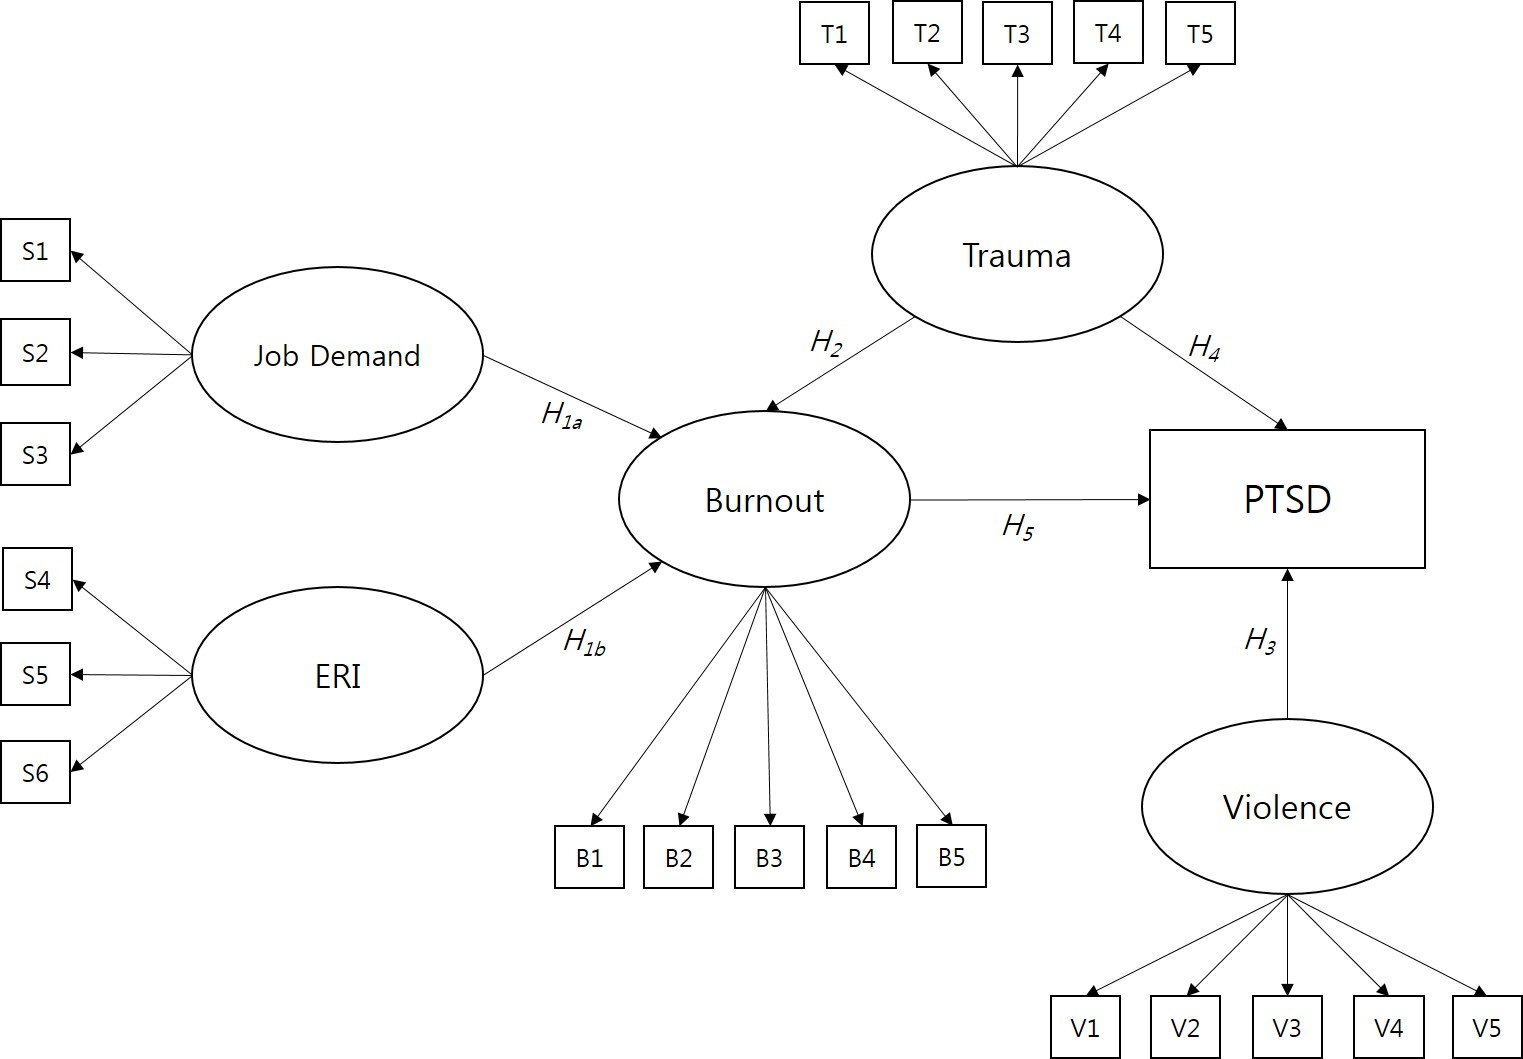 T1 T2 T3 T4 T5
Trauma
S1
S2
S3
Job Demand
H1a
H2
H4
Burnout
H5
PTSD
S4
S5
S6
ERI
H1b
H3
B1 B2 B3 B4 B5
Violence
V1 V2 V3 V4 V5